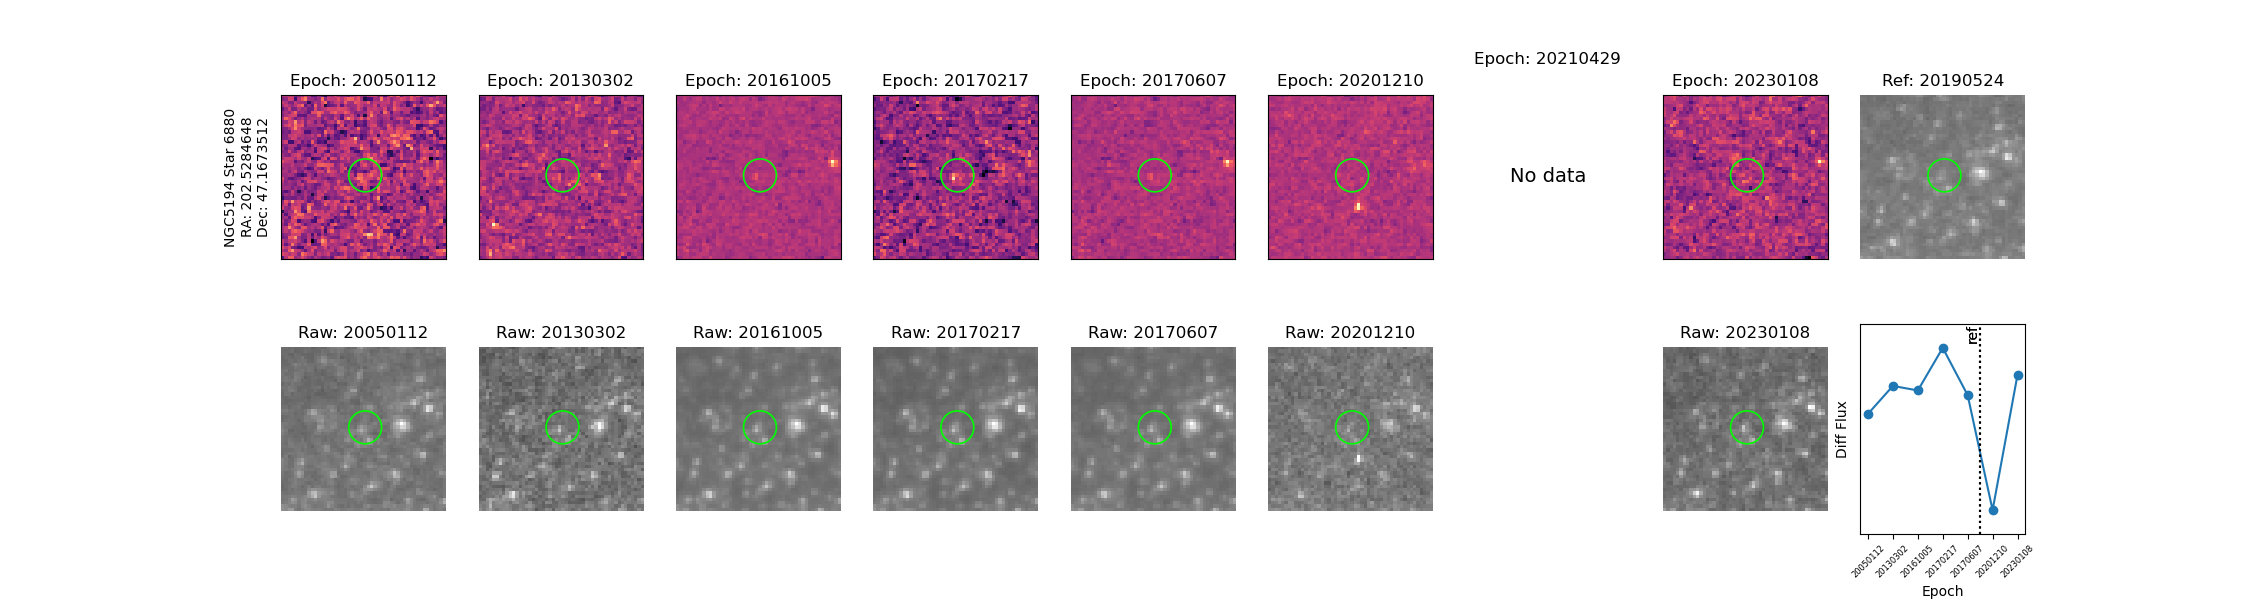 Epoch: 20210429
Epoch: 20050112
Epoch: 20130302
Epoch: 20161005
Epoch: 20170217
Epoch: 20170607
Epoch: 20201210
Epoch: 20230108
Ref: 20190524
NGC5194 Star 6880
RA: 202.5284648
Dec: 47.1673512
No data
Raw: 20050112
Raw: 20130302
Raw: 20161005
Raw: 20170217
Raw: 20170607
Raw: 20201210
Raw: 20230108
ref
Diff Flux
20050112
20130302
20161005
20170217
20170607
20201210
20230108
Epoch